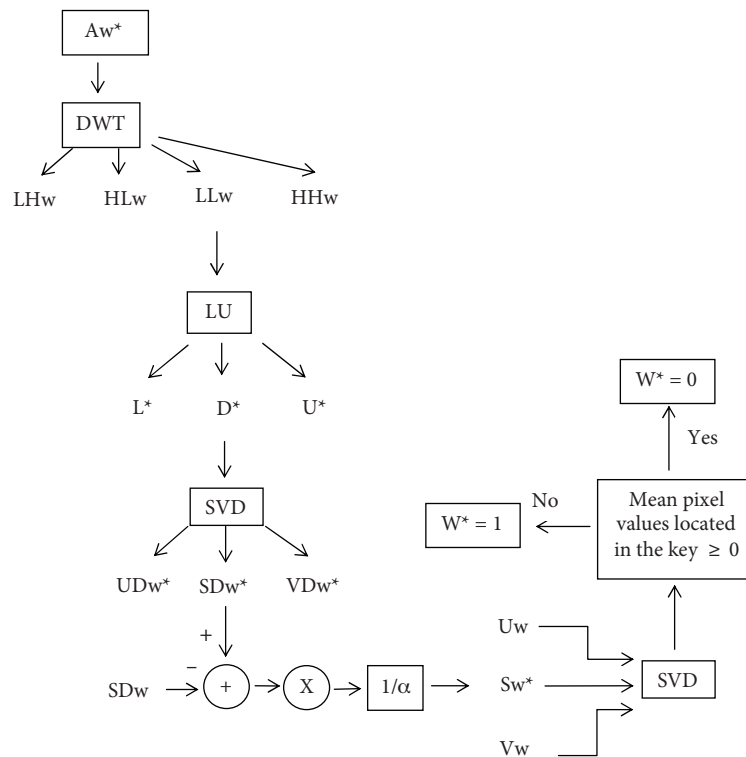 Aw*
DWT
LHw HLw LLw HHw
LU
L* D* U*
W* = 0
Yes
SVD
No
W* = 1
Mean pixel
values located
in the key ≥ 0
UDw* SDw* VDw*
+
−
SDw
+
X
1/α
Uw
Sw*
Vw
SVD